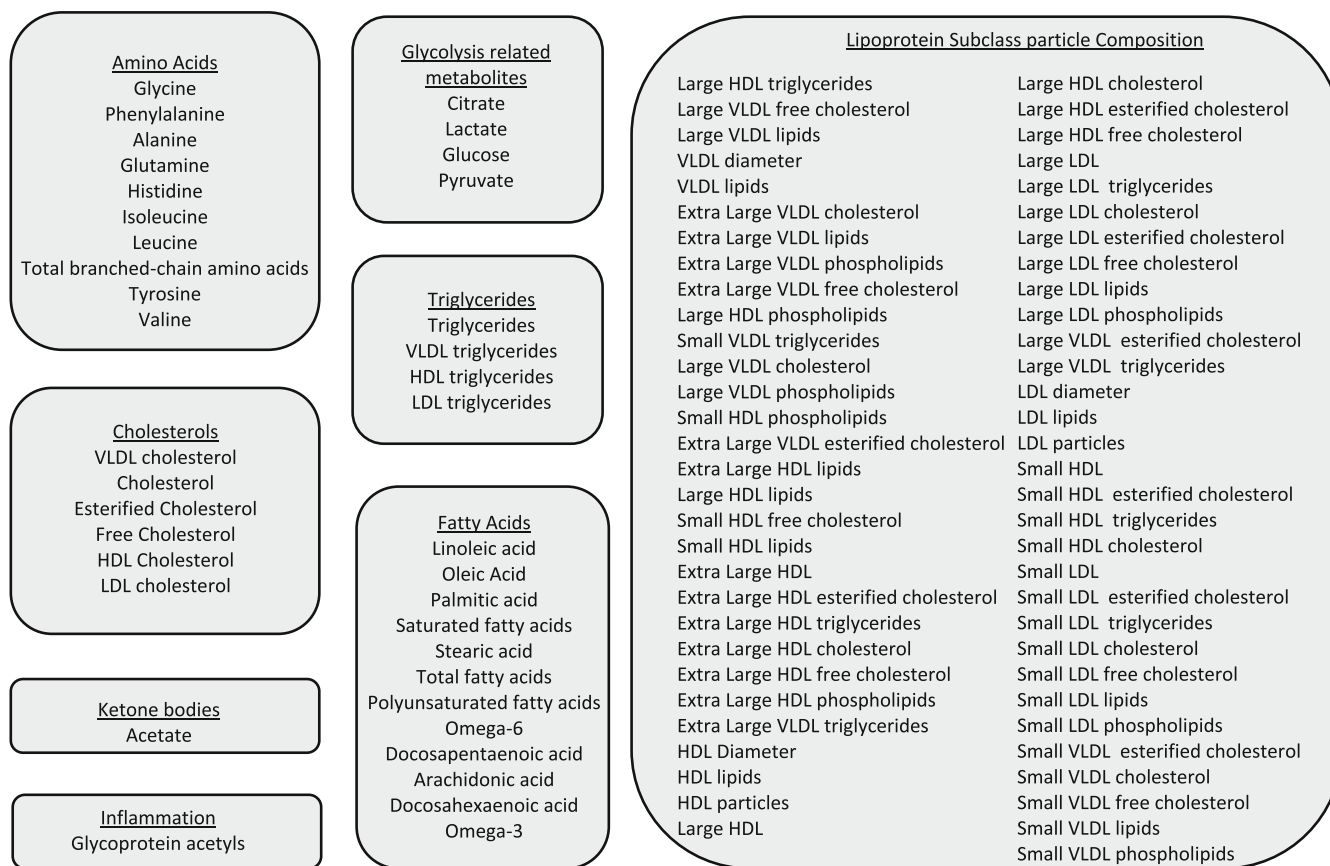 Amino Acids
Glycine
Phenylalanine
Alanine
Glutamine
Histidine
Isoleucine
Leucine
Total branched-chain amino acids
Tyrosine
Valine
Cholesterols
VLDL cholesterol
Cholesterol
Esterified Cholesterol
Free Cholesterol
HDL Cholesterol
LDL cholesterol
Ketone bodies
Acetate
Inflammation
Glycoprotein acetyls
Glycolysis related
metabolites
Citrate
Lactate
Glucose
Pyruvate
Triglycerides
Triglycerides
VLDL triglycerides
HDL triglycerides
LDL triglycerides
Fatty Acids
Linoleic acid
Oleic Acid
Palmitic acid
Saturated fatty acids
Stearic acid
Total fatty acids
Polyunsaturated fatty acids
Omega-6
Docosapentaenoic acid
Arachidonic acid
Docosahexaenoic acid
Omega-3
Lipoprotein Subclass particle Composition
Large HDL triglycerides
Large VLDL free cholesterol
Large VLDL lipids
VLDL diameter
VLDL lipids
Extra Large VLDL cholesterol
Extra Large VLDL lipids
Extra Large VLDL phospholipids
Extra Large VLDL free cholesterol
Large HDL phospholipids
Small VLDL triglycerides
Large VLDL cholesterol
Large VLDL phospholipids
Small HDL phospholipids
Extra Large VLDL esterified cholesterol
Extra Large HDL lipids
Large HDL lipids
Small HDL free cholesterol
Small HDL lipids
Extra Large HDL
Extra Large HDL esterified cholesterol
Extra Large HDL triglycerides
Extra Large HDL cholesterol
Extra Large HDL free cholesterol
Extra Large HDL phospholipids
Extra Large VLDL triglycerides
HDL Diameter
HDL lipids
HDL particles
Large HDL
Large HDL cholesterol
Large HDL esterified cholesterol
Large HDL free cholesterol
Large LDL
Large LDL triglycerides
Large LDL cholesterol
Large LDL esterified cholesterol
Large LDL free cholesterol
Large LDL lipids
Large LDL phospholipids
Large VLDL esterified cholesterol
Large VLDL triglycerides
LDL diameter
LDL lipids
LDL particles
Small HDL
Small HDL esterified cholesterol
Small HDL triglycerides
Small HDL cholesterol
Small LDL
Small LDL esterified cholesterol
Small LDL triglycerides
Small LDL cholesterol
Small LDL free cholesterol
Small LDL lipids
Small LDL phospholipids
Small VLDL esterified cholesterol
Small VLDL cholesterol
Small VLDL free cholesterol
Small VLDL lipids
Small VLDL phospholipids